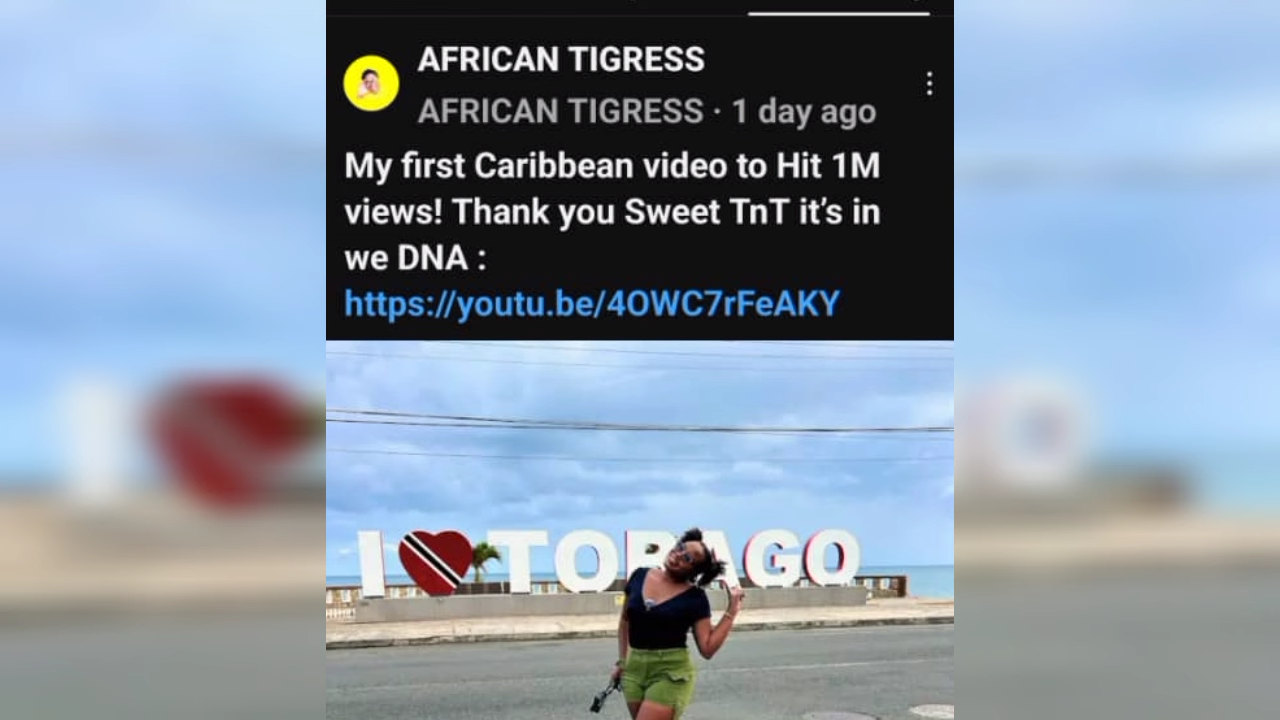 AFRICAN TIGRESS
AFRICAN TIGRESS · 1 day ago
My first Caribbean video to Hit 1M
views! Thank you Sweet TnT it's in
we DNA :
https://youtu.be/4OWC7rFeAKY
I TOBAGO